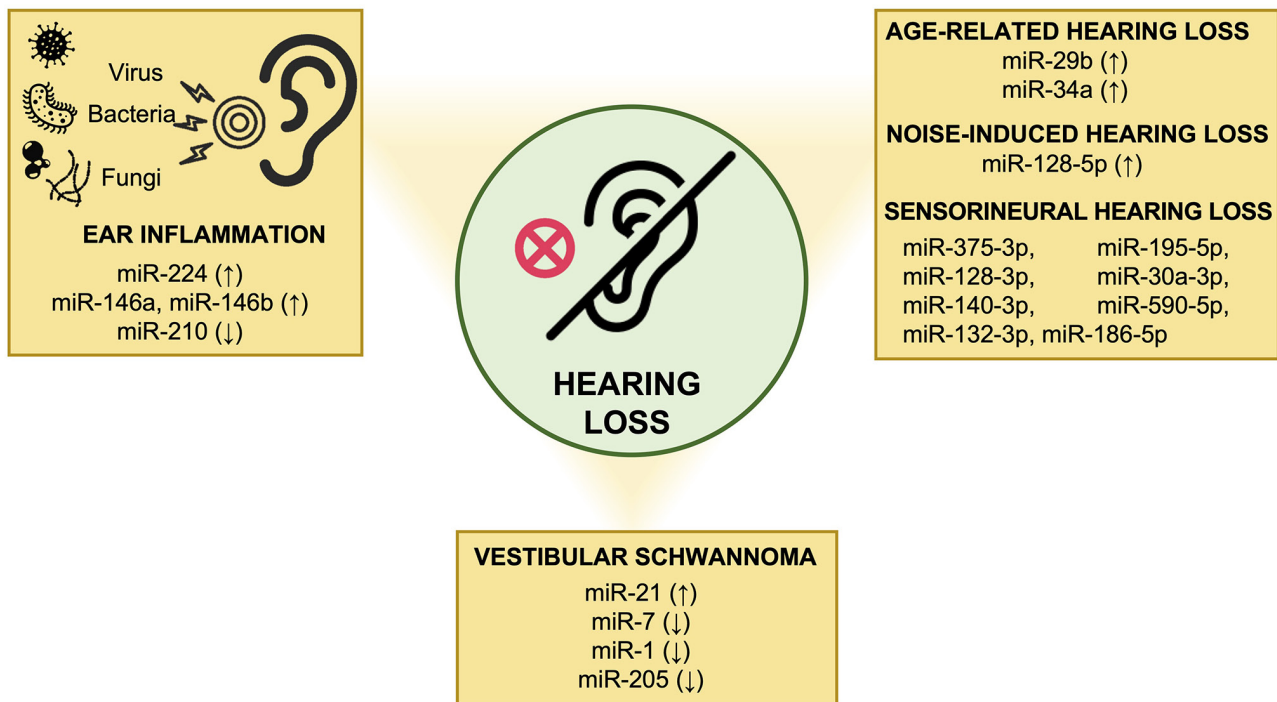 Virus
Bacteria
Fungi
EAR INFLAMMATION
miR-224 (↑)
miR-146a, miR-146b (↑)
miR-210 (↓)
HEARING
LOSS
AGE-RELATED HEARING LOSS
miR-29b (↑)
miR-34a (↑)
NOISE-INDUCED HEARING LOSS
miR-128-5p (↑)
SENSORINEURAL HEARING LOSS
miR-375-3p, miR-195-5p,
miR-128-3p, miR-30a-3p,
miR-140-3p, miR-590-5p,
miR-132-3p, miR-186-5p
VESTIBULAR SCHWANNOMA
miR-21 (↑)
miR-7 (↓)
miR-1 (↓)
miR-205 (↓)